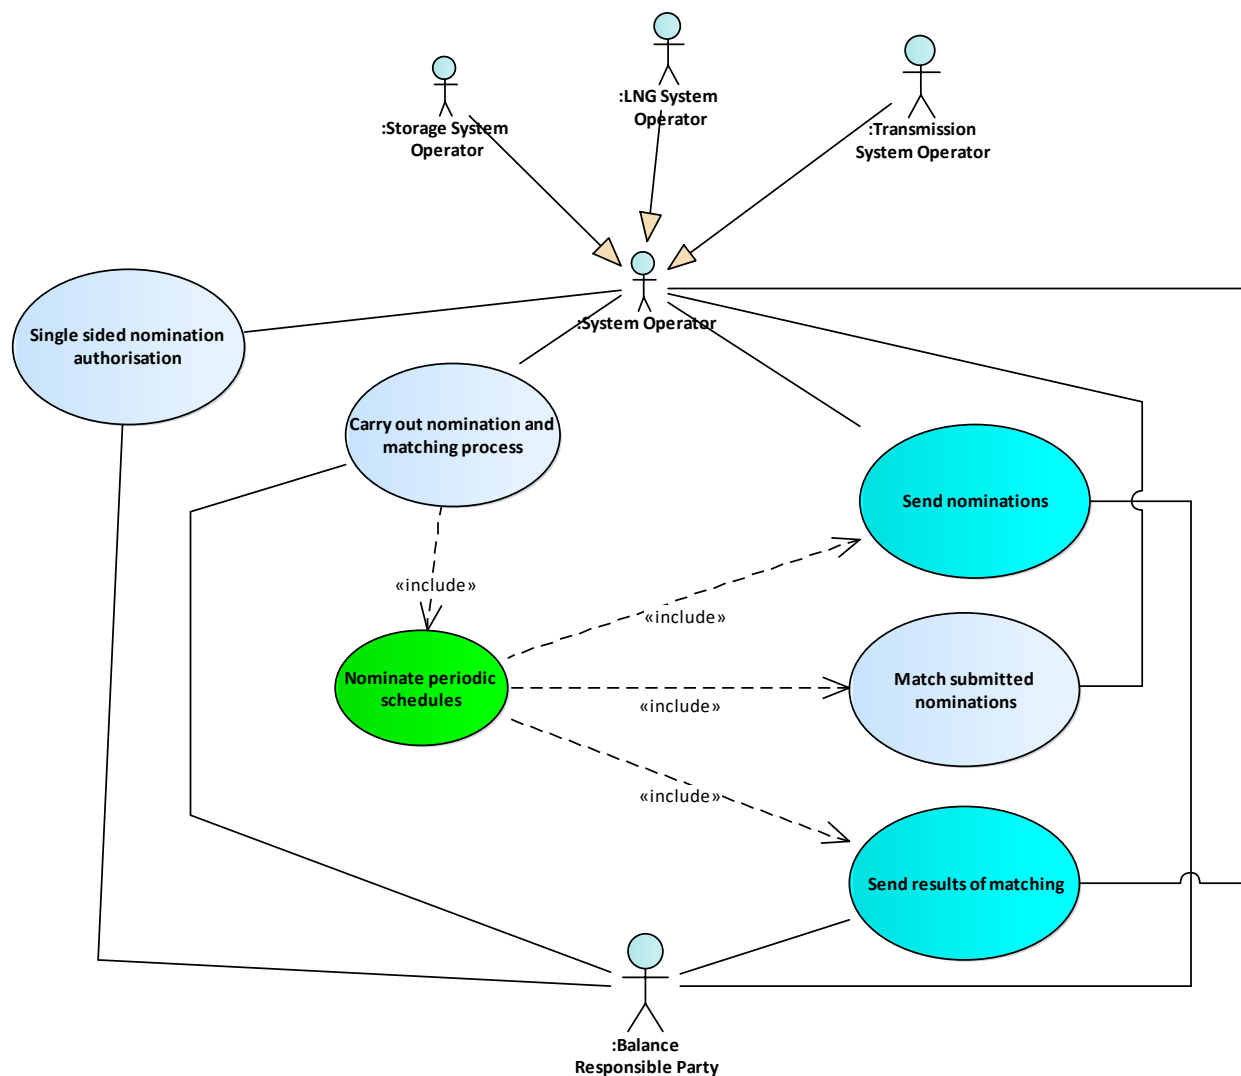 :Storage System
Operator
:LNG System
Operator
:Transmission
System Operator
:System Operator
Single sided nomination
authorisation
Carry out nomination and
matching process
Send nominations
«include»
«include»
Nominate periodic
schedules
«include»
Match submitted
nominations
«include»
Send results of matching
:Balance
Responsible Party